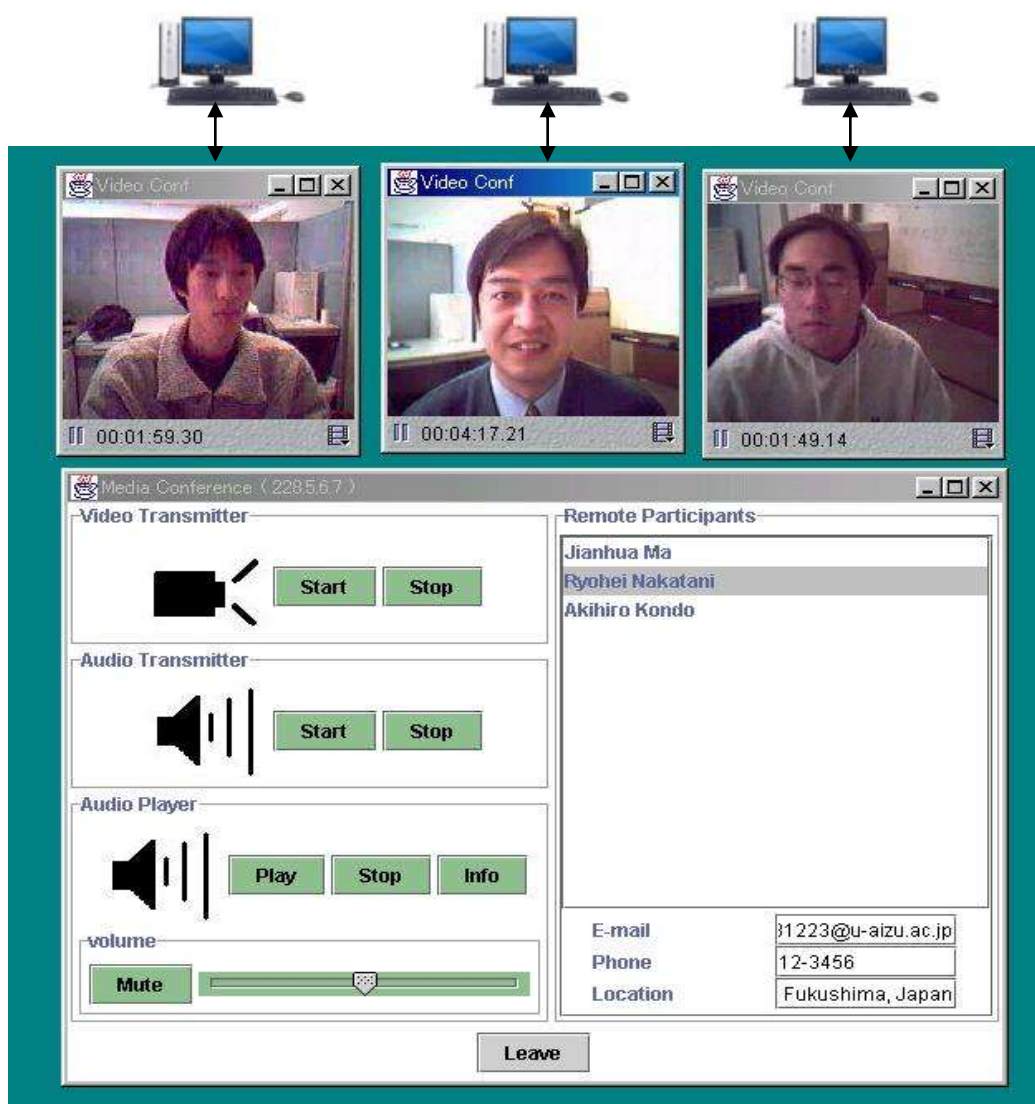 Video Conf
Video Conf
Video Conf
00:01:59.30
00:04:17.21
00:01:49.14
Media Conference ( 228.5.6.7 )
Video Transmitter
Start Stop
Audio Transmitter
Start Stop
Audio Player
Play Stop Info
volume
Mute
Remote Participants
Jianhua Ma
Ryohei Nakatani
Akihiro Kondo
E-mail 31223@u-aizu.ac.jp
Phone 12-3456
Location Fukushima, Japan
Leave